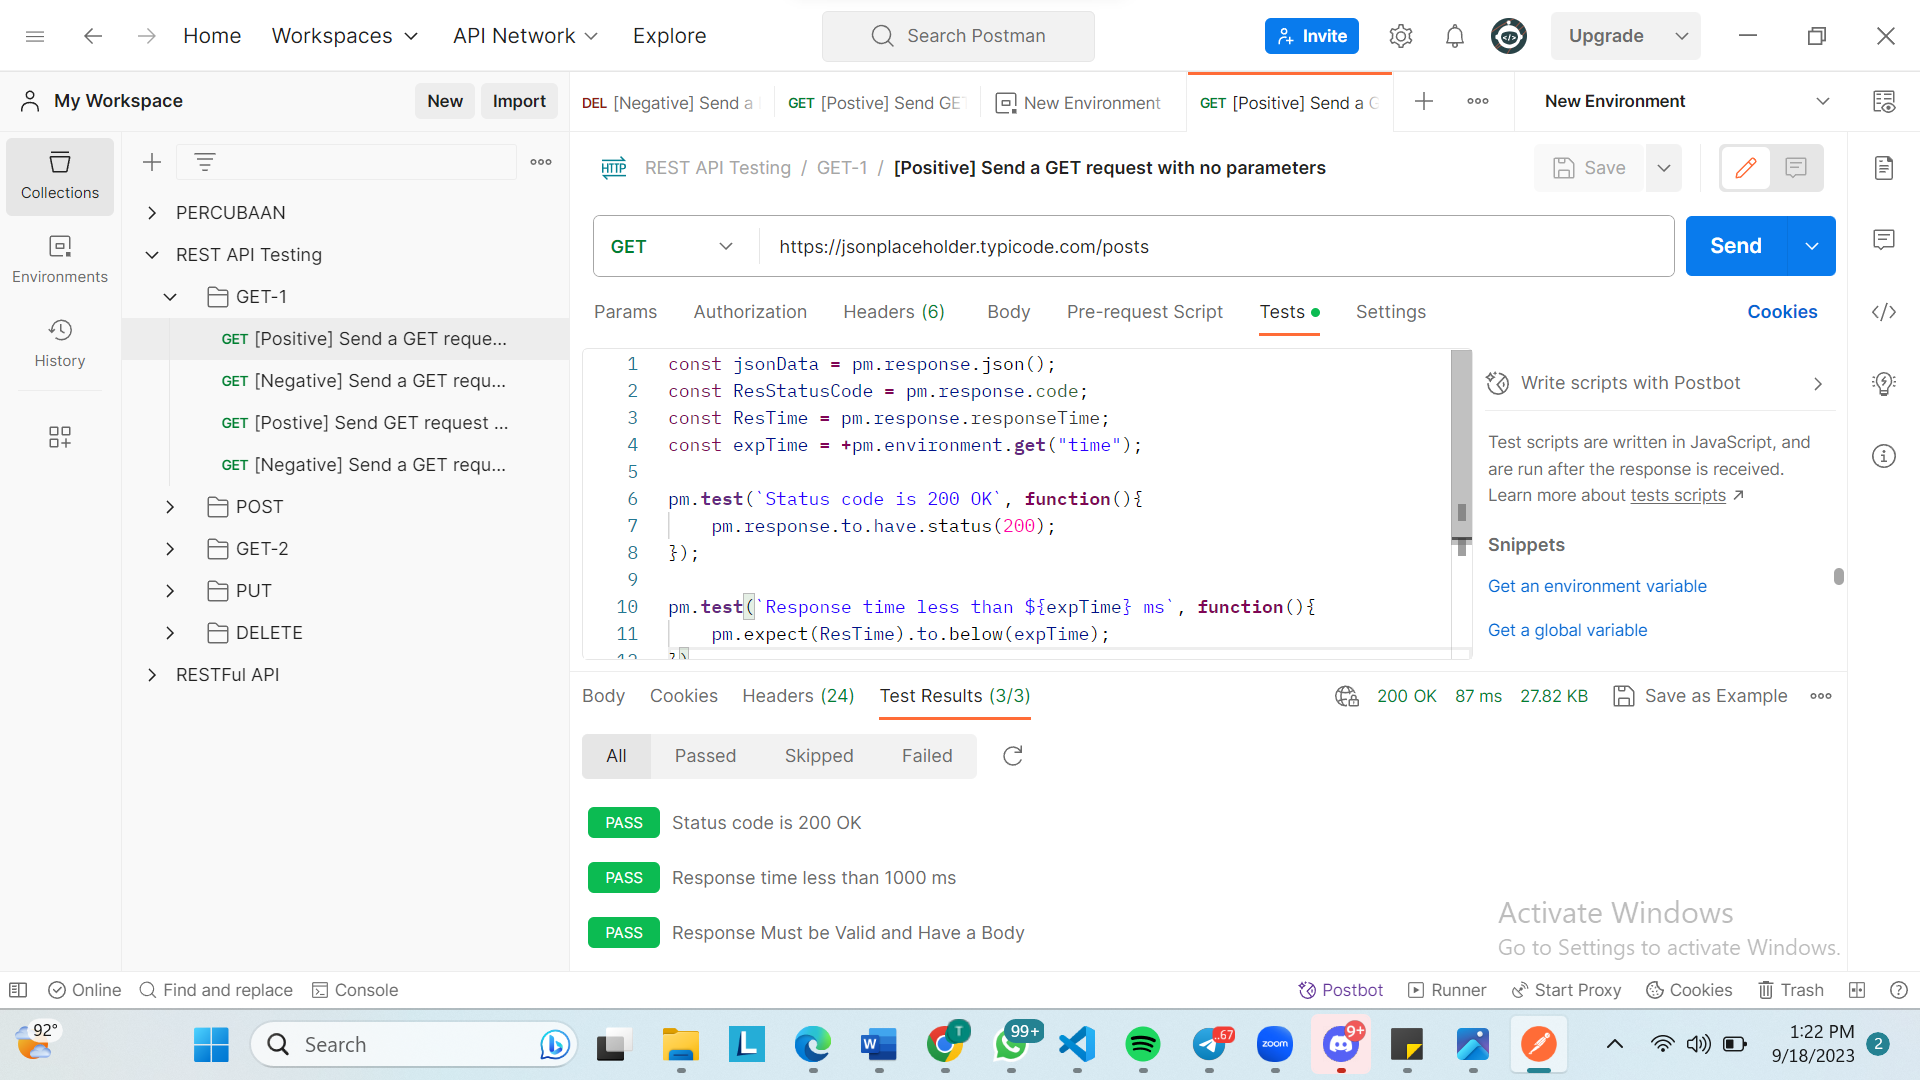 Home Workspaces API Network Explore Search Postman Invite Upgrade
My Workspace New Import
DEL [Negative] Send a GET [Postive] Send GET New Environment GET [Positive] Send a G New Environment
Collections
Environments
History
PERCUBAAN
REST API Testing
GET-1
GET [Positive] Send a GET reque...
GET [Negative] Send a GET requ...
GET [Postive] Send GET request ...
GET [Negative] Send a GET requ...
POST
GET-2
PUT
DELETE
RESTFul API
HTTP REST API Testing / GET-1 / [Positive] Send a GET request with no parameters Save
GET https://jsonplaceholder.typicode.com/posts Send
Params Authorization Headers (6) Body Pre-request Script Tests Settings Cookies
1 const jsonData = pm.response.json();
2 const ResStatusCode = pm.response.code;
3 const ResTime = pm.response.responseTime;
4 const expTime = +pm.environment.get("time");
5
6 pm.test(`Status code is 200 OK`, function(){
7 pm.response.to.have.status(200);
8 });
9
10 pm.test(`Response time less than ${expTime} ms`, function(){
11 pm.expect(ResTime).to.below(expTime);
12 })
Write scripts with Postbot
Test scripts are written in JavaScript, and
are run after the response is received.
Learn more about tests scripts
Snippets
Get an environment variable
Get a global variable
Body Cookies Headers (24) Test Results (3/3) 200 OK 87 ms 27.82 KB Save as Example
All Passed Skipped Failed
PASS Status code is 200 OK
PASS Response time less than 1000 ms
PASS Response Must be Valid and Have a Body
Activate Windows
Go to Settings to activate Windows.
Online Find and replace Console Postbot Runner Start Proxy Cookies Trash
92° Search L W T 99+ ..67 zoom 9+ 1:22 PM
9/18/2023 2